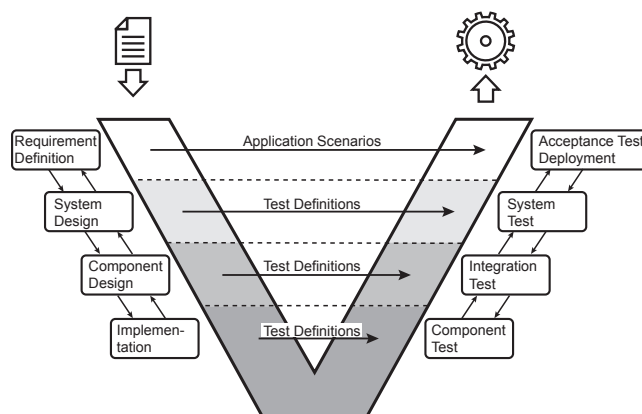 Application Scenarios
Requirement
Definition
Acceptance Test
Deployment
Test Definitions
System
Design
System
Test
Test Definitions
Component
Design
Integration
Test
Test Definitions
Implemen-
tation
Component
Test